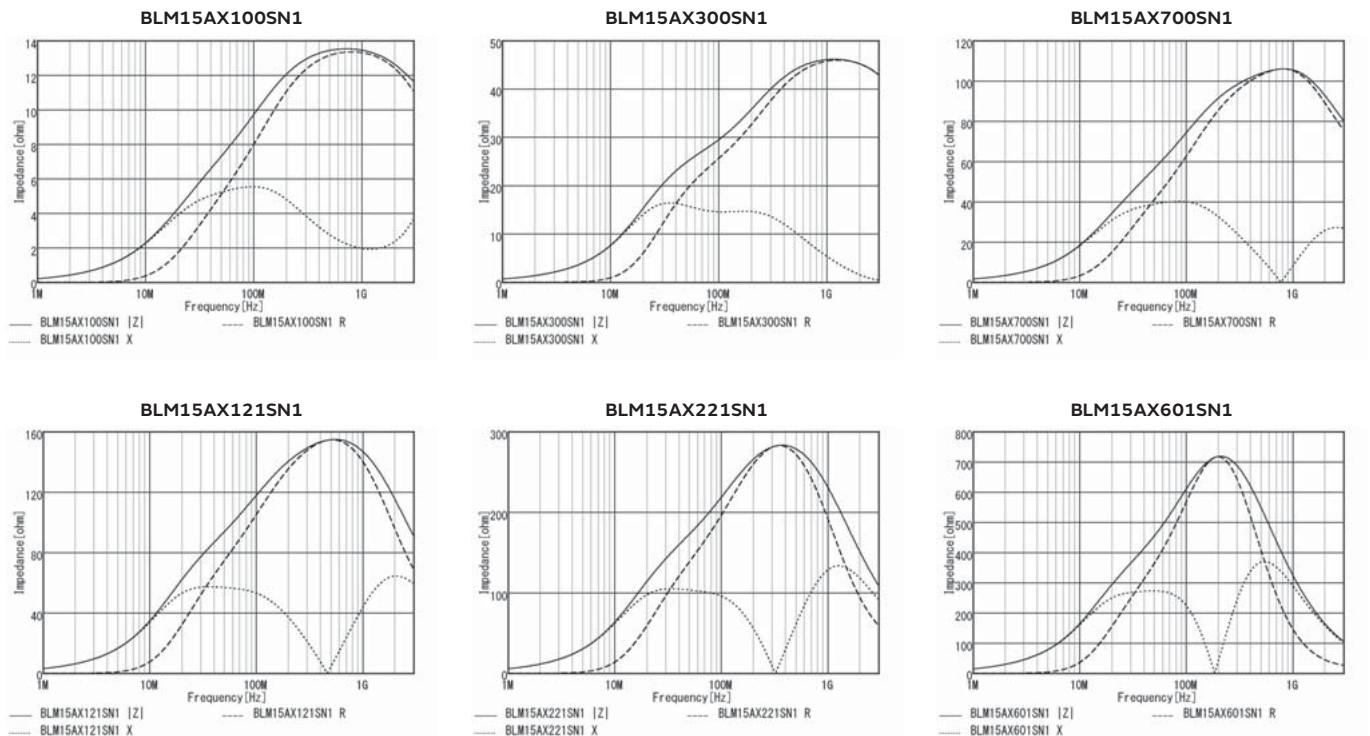 BLM15AX100SN1
14
12
10
8
6
4
2
0
Impedance[ohm]
1M 10M 100M 1G
Frequency[Hz]
BLM15AX100SN1 |Z| BLM15AX100SN1 R
BLM15AX100SN1 X
BLM15AX300SN1
50
40
30
20
10
0
Impedance[ohm]
1M 10M 100M 1G
Frequency[Hz]
BLM15AX300SN1 |Z| BLM15AX300SN1 R
BLM15AX300SN1 X
BLM15AX700SN1
120
100
80
60
40
20
0
Impedance[ohm]
1M 10M 100M 1G
Frequency[Hz]
BLM15AX700SN1 |Z| BLM15AX700SN1 R
BLM15AX700SN1 X
BLM15AX121SN1
160
120
80
40
0
Impedance[ohm]
1M 10M 100M 1G
Frequency[Hz]
BLM15AX121SN1 |Z| BLM15AX121SN1 R
BLM15AX121SN1 X
BLM15AX221SN1
300
200
100
0
Impedance[ohm]
1M 10M 100M 1G
Frequency[Hz]
BLM15AX221SN1 |Z| BLM15AX221SN1 R
BLM15AX221SN1 X
BLM15AX601SN1
800
700
600
500
400
300
200
100
0
Impedance[ohm]
1M 10M 100M 1G
Frequency[Hz]
BLM15AX601SN1 |Z| BLM15AX601SN1 R
BLM15AX601SN1 X